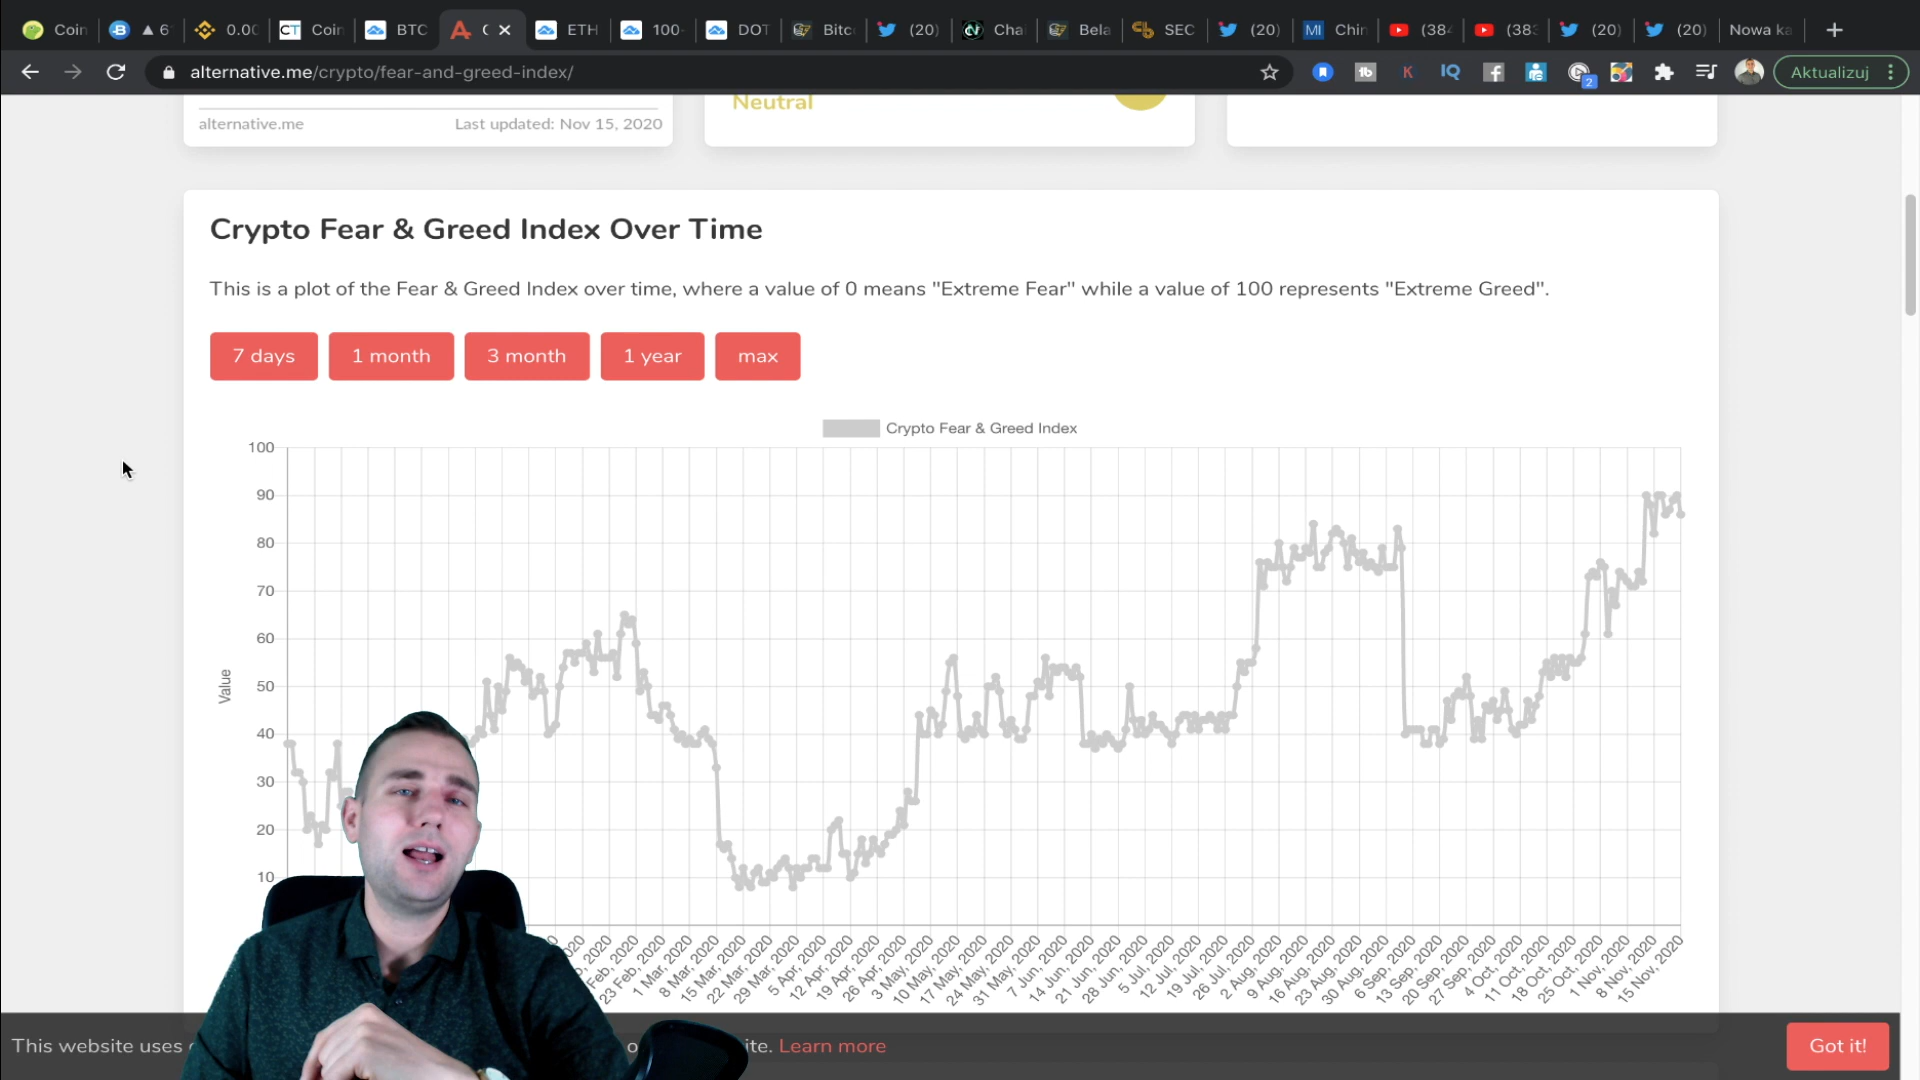 Coin
▲ 6
0.00
CT Coin
BTC
ETH
100
DOT
Bitc
(20)
Cha
Bela
SEC
(20)
MI Chin
(384
(383
(20)
(20)
Nowa ka
alternative.me/crypto/fear-and-greed-index/
tb
K
IQ
2
Aktualizuj
alternative.me
Last updated: Nov 15, 2020
Neutral
Crypto Fear & Greed Index Over Time
This is a plot of the Fear & Greed Index over time, where a value of 0 means "Extreme Fear" while a value of 100 represents "Extreme Greed".
7 days
1 month
3 month
1 year
max
Crypto Fear & Greed Index
Value
100
90
80
70
60
50
40
30
20
10
Feb, 2020
23 Feb, 2020
1 Mar, 2020
8 Mar, 2020
15 Mar, 2020
22 Mar, 2020
29 Mar, 2020
5 Apr, 2020
12 Apr, 2020
19 Apr, 2020
26 Apr, 2020
3 May, 2020
10 May, 2020
17 May, 2020
24 May, 2020
31 May, 2020
7 Jun, 2020
14 Jun, 2020
21 Jun, 2020
28 Jun, 2020
5 Jul, 2020
12 Jul, 2020
19 Jul, 2020
26 Jul, 2020
2 Aug, 2020
9 Aug, 2020
16 Aug, 2020
23 Aug, 2020
30 Aug, 2020
6 Sep, 2020
13 Sep, 2020
20 Sep, 2020
27 Sep, 2020
4 Oct, 2020
11 Oct, 2020
18 Oct, 2020
25 Oct, 2020
1 Nov, 2020
8 Nov, 2020
15 Nov, 2020
This website uses
ite. Learn more
Got it!